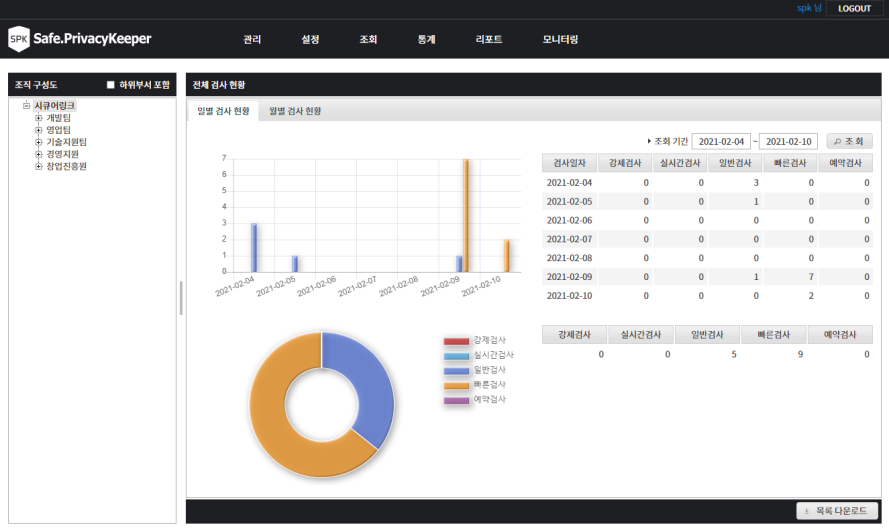 spk 님 LOGOUT
SPK Safe.PrivacyKeeper 관리 설정 조회 통계 리포트 모니터링
조직 구성도 하위부서 포함
시큐어링크
개발팀
영업팀
기술지원팀
경영지원
창업진흥원
전체 검사 현황
일별 검사 현황 월별 검사 현황
조회 기간 2021-02-04 ~ 2021-02-10 조 회
7
6
5
4
3
2
1
0
2021-02-04 2021-02-05 2021-02-06 2021-02-07 2021-02-08 2021-02-09 2021-02-10
검사일자 강제검사 실시간검사 일반검사 빠른검사 예약검사
2021-02-04 0 0 3 0 0
2021-02-05 0 0 1 0 0
2021-02-06 0 0 0 0 0
2021-02-07 0 0 0 0 0
2021-02-08 0 0 0 0 0
2021-02-09 0 0 1 7 0
2021-02-10 0 0 0 2 0
강제검사
실시간검사
일반검사
빠른검사
예약검사
강제검사 실시간검사 일반검사 빠른검사 예약검사
0 0 5 9 0
목록 다운로드